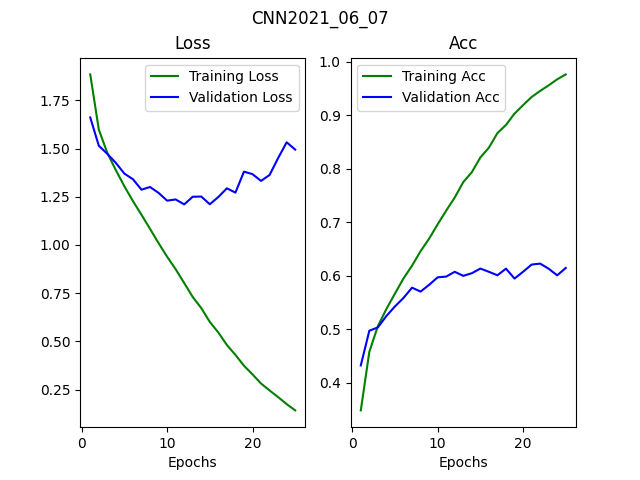 CNN2021_06_07
Loss
Training Loss
Validation Loss
1.75
1.50
1.25
1.00
0.75
0.50
0.25
0
10
20
Epochs
Acc
Training Acc
Validation Acc
1.0
0.9
0.8
0.7
0.6
0.5
0.4
0
10
20
Epochs